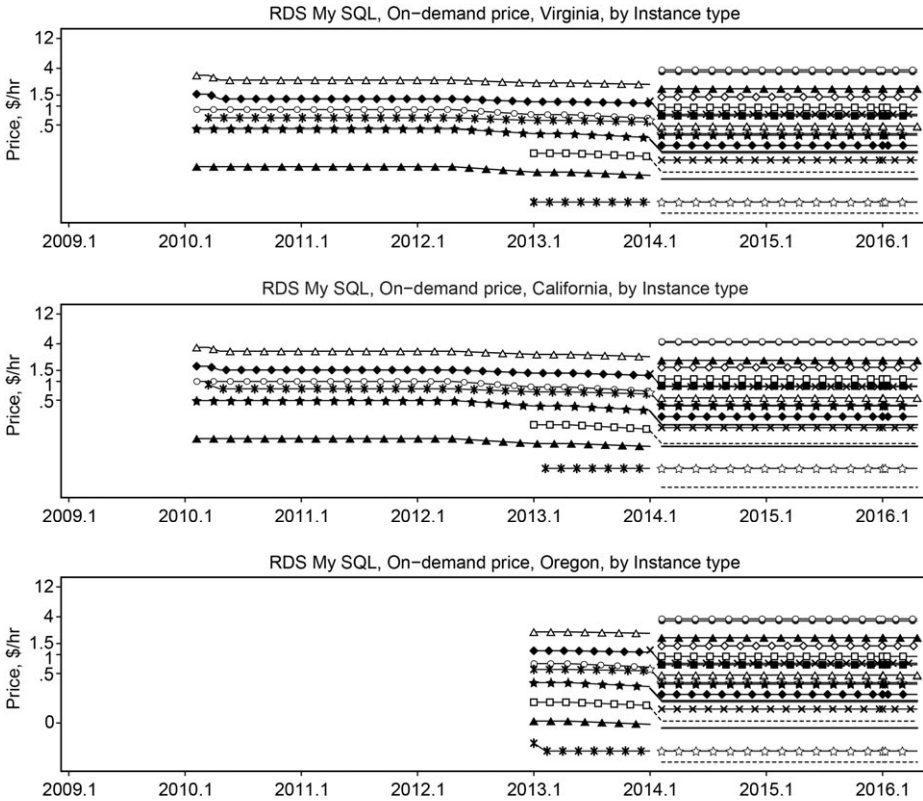 RDS My SQL, On−demand price, Virginia, by Instance type
Price, $/hr
12
4
1.5
1
.5
2009.1 2010.1 2011.1 2012.1 2013.1 2014.1 2015.1 2016.1
RDS My SQL, On−demand price, California, by Instance type
Price, $/hr
12
4
1.5
1
.5
2009.1 2010.1 2011.1 2012.1 2013.1 2014.1 2015.1 2016.1
RDS My SQL, On−demand price, Oregon, by Instance type
Price, $/hr
12
4
1.5
1
.5
0
2009.1 2010.1 2011.1 2012.1 2013.1 2014.1 2015.1 2016.1